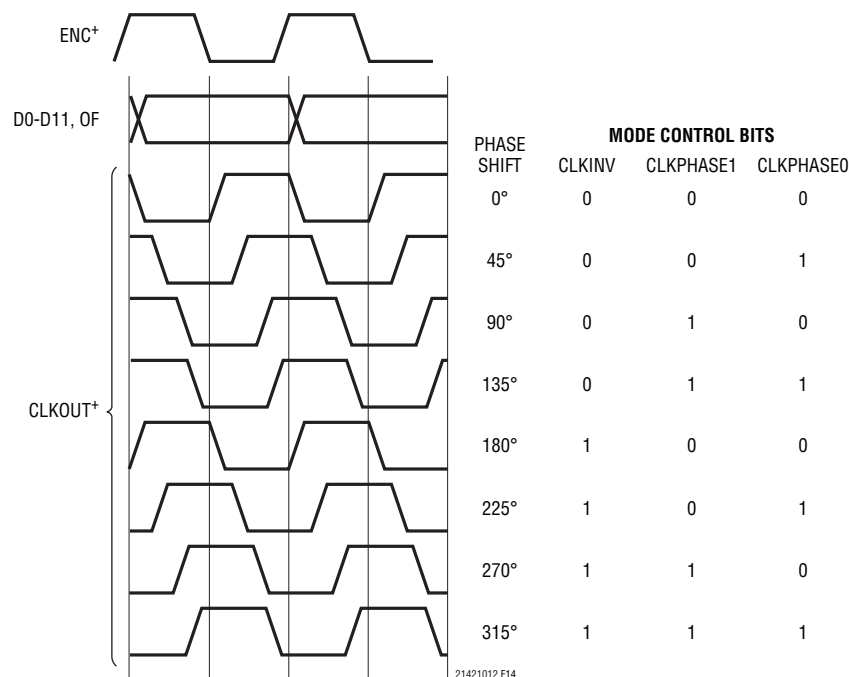 ENC+
D0-D11, OF
CLKOUT+
PHASE SHIFT
MODE CONTROL BITS
CLKINV CLKPHASE1 CLKPHASE0
0° 0 0 0
45° 0 0 1
90° 0 1 0
135° 0 1 1
180° 1 0 0
225° 1 0 1
270° 1 1 0
315° 1 1 1
21421012 F14